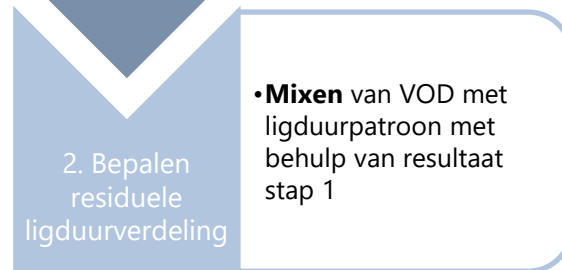 2. Bepalen
residuele
ligduurverdeling
•Mixen van VOD met
ligduurpatroon met
behulp van resultaat
stap 1